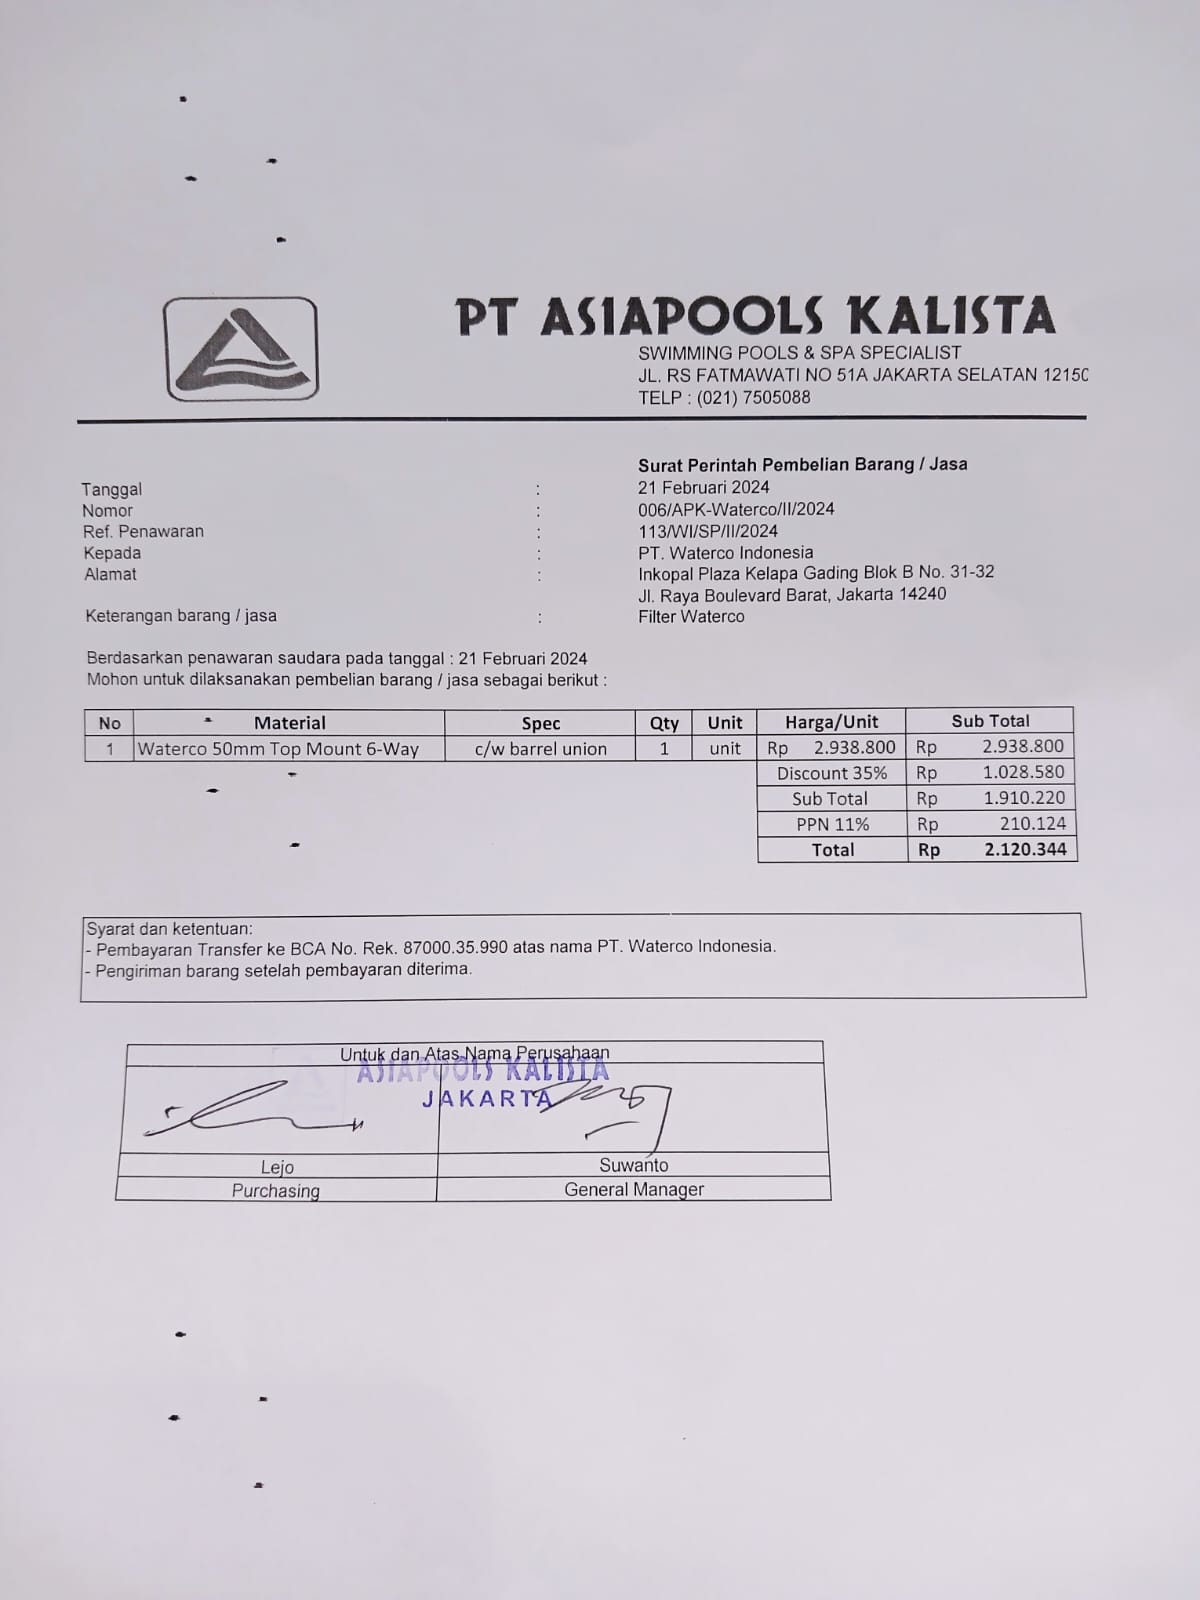 PT ASIAPOOLS KALISTA
SWIMMING POOLS & SPA SPECIALIST
JL. RS FATMAWATI NO 51A JAKARTA SELATAN 12150
TELP : (021) 7505088
Surat Perintah Pembelian Barang / Jasa
Tanggal : 21 Februari 2024
Nomor : 006/APK-Waterco/II/2024
Ref. Penawaran : 113/WI/SP/II/2024
Kepada : PT. Waterco Indonesia
Alamat : Inkopal Plaza Kelapa Gading Blok B No. 31-32
Jl. Raya Boulevard Barat, Jakarta 14240
Keterangan barang / jasa : Filter Waterco
Berdasarkan penawaran saudara pada tanggal : 21 Februari 2024
Mohon untuk dilaksanakan pembelian barang / jasa sebagai berikut :
No Material Spec Qty Unit Harga/Unit Sub Total
1 Waterco 50mm Top Mount 6-Way c/w barrel union 1 unit Rp 2.938.800 Rp 2.938.800
Discount 35% Rp 1.028.580
Sub Total Rp 1.910.220
PPN 11% Rp 210.124
Total Rp 2.120.344
Syarat dan ketentuan:
- Pembayaran Transfer ke BCA No. Rek. 87000.35.990 atas nama PT. Waterco Indonesia.
- Pengiriman barang setelah pembayaran diterima.
Untuk dan Atas Nama Perusahaan
ASIAPOOLS KALISTA
JAKARTA
Lejo Suwanto
Purchasing General Manager